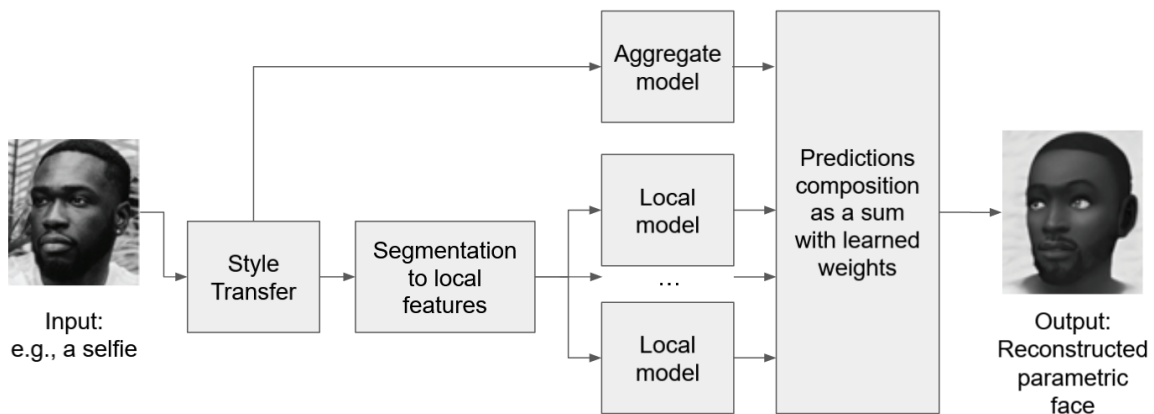 Input:
e.g., a selfie
Style
Transfer
Segmentation
to local
features
Aggregate
model
Local
model
...
Local
model
Predictions
composition
as a sum
with learned
weights
Output:
Reconstructed
parametric
face